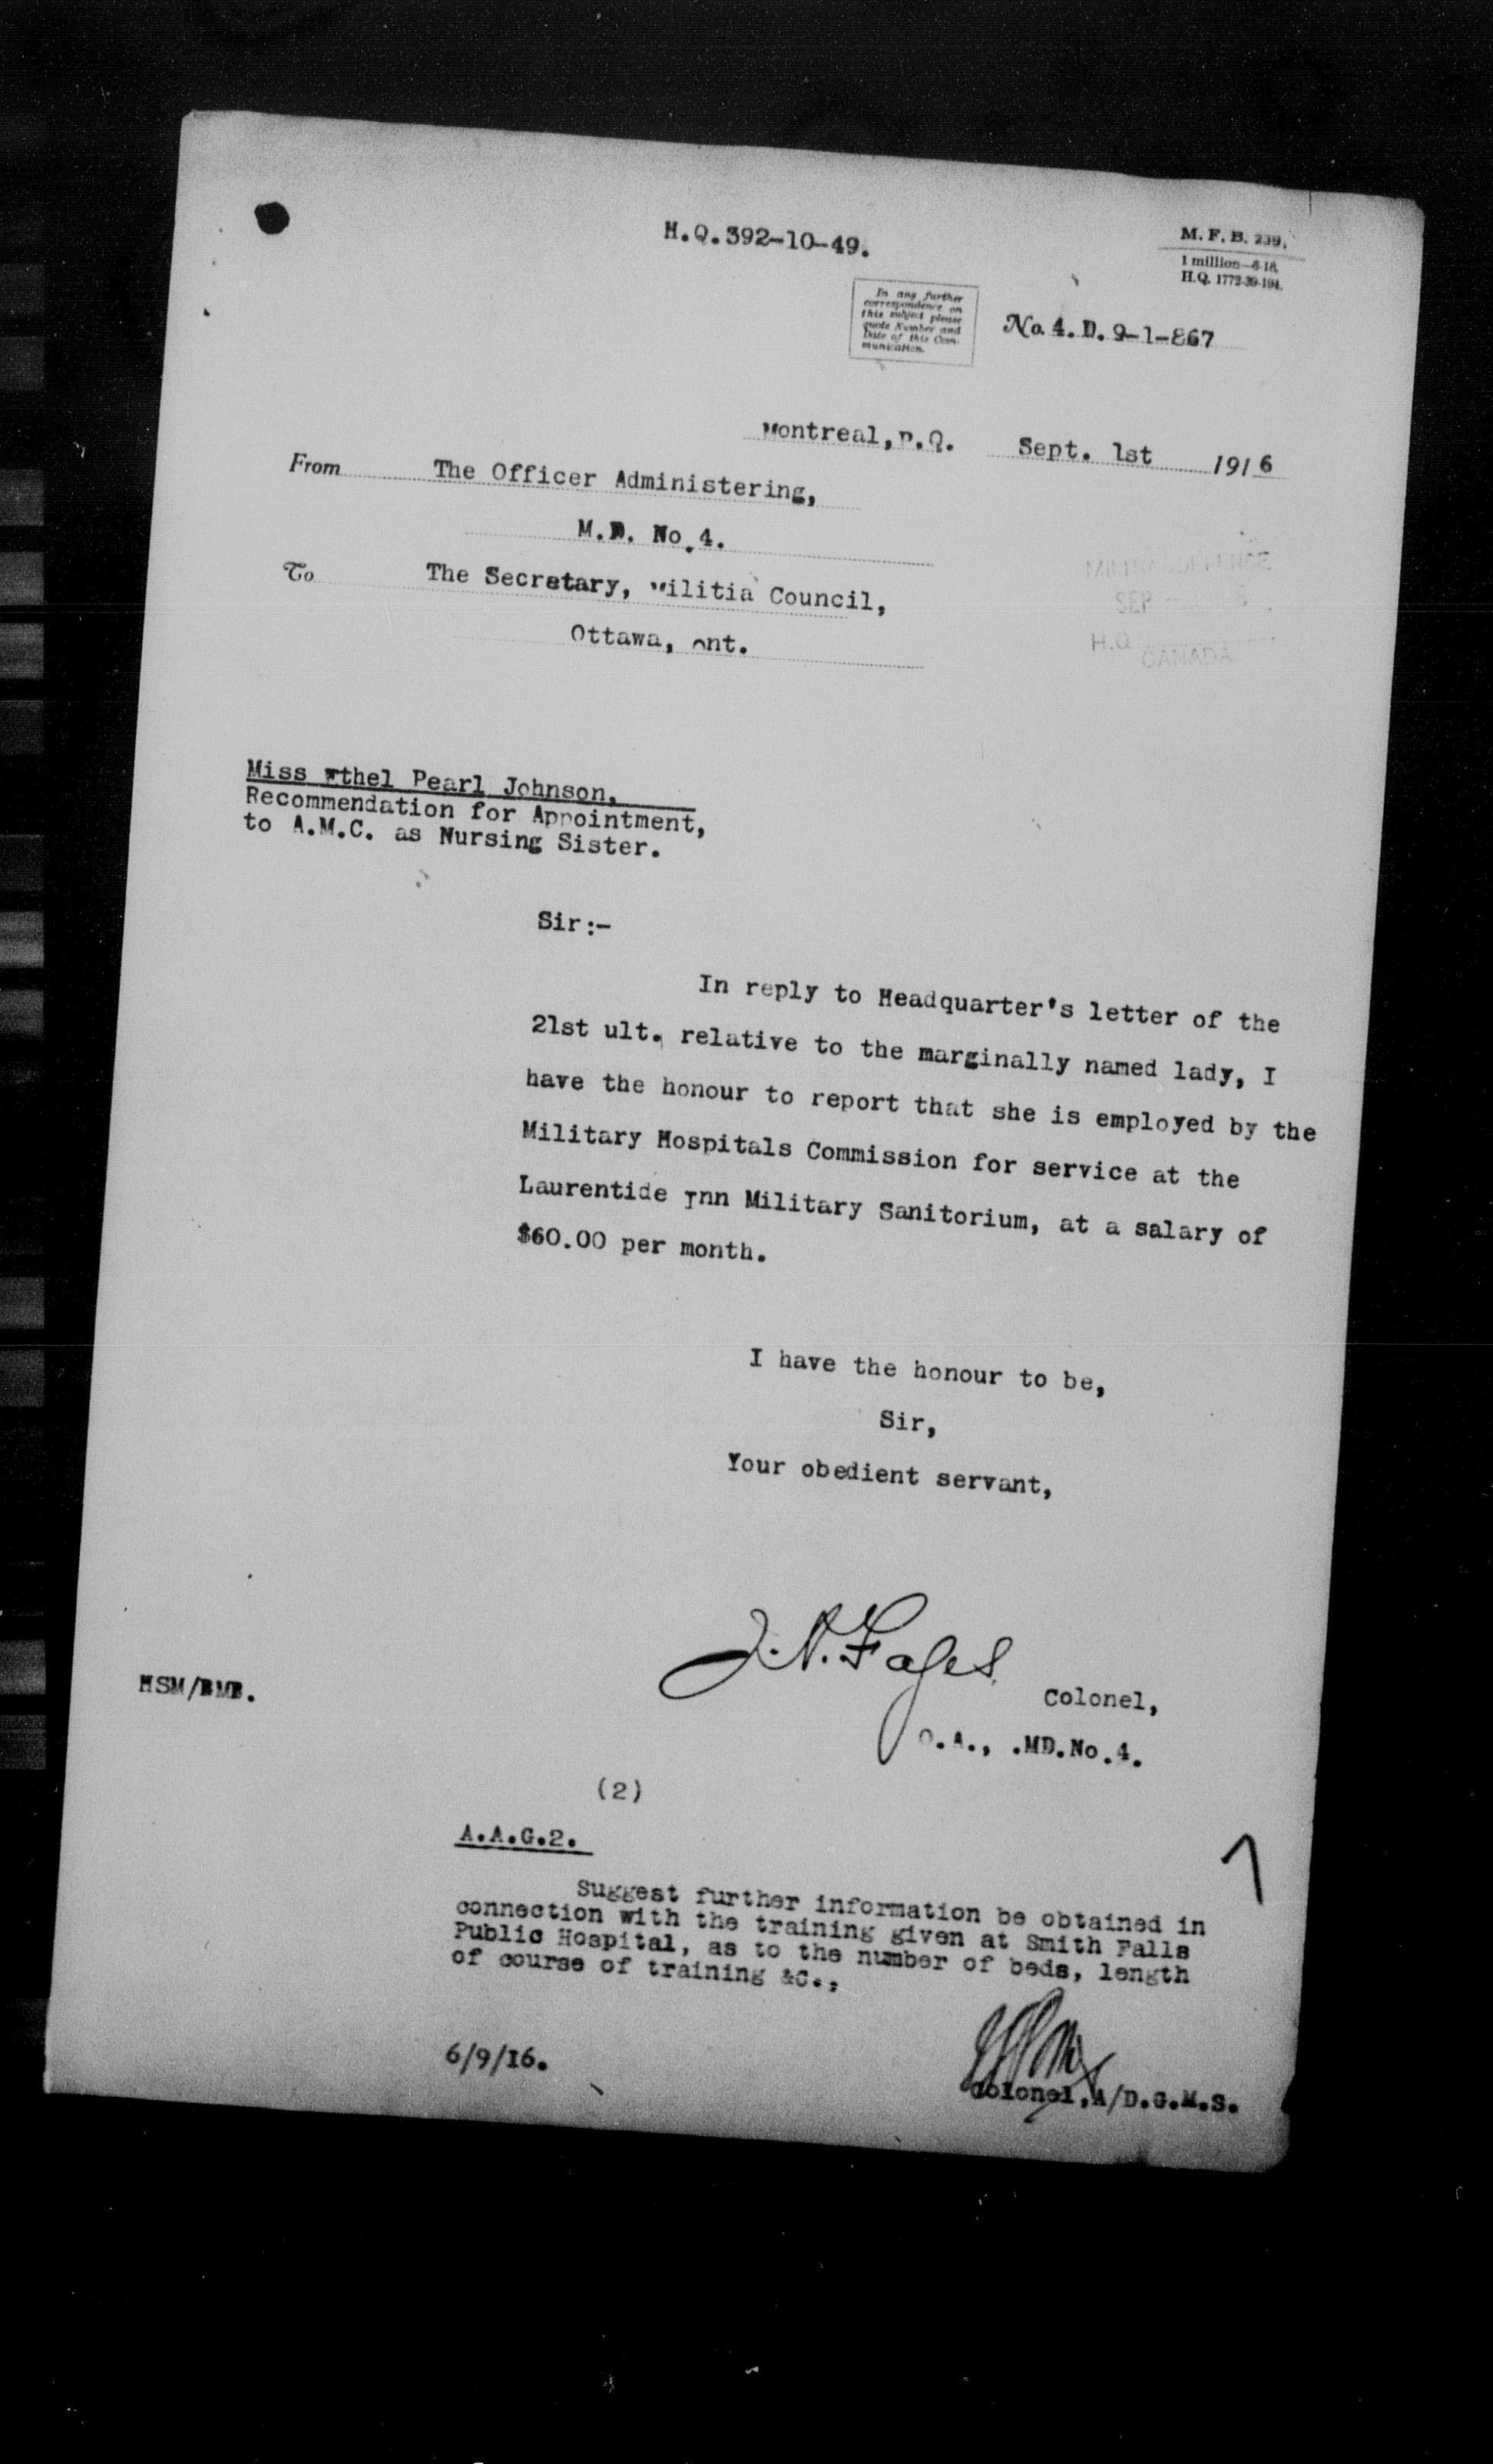 H.Q.392-10-49.
M. F. B. 239.
1 million—6-16.
H.Q. 1772-39-194.
In any further
correspondence on
this subject please
quote Number and
Date of this Com-
munication.
No. 4.D.9-1-867
Montreal,P.Q. Sept. 1st 1916
From The Officer Administering,
M.D. No.4.
To The Secretary, Militia Council,
Ottawa, Ont.
SEP
H.Q
CANADA
Miss Ethel Pearl Johnson,
Recommendation for Appointment,
to A.M.C. as Nursing Sister.
Sir:-
In reply to Headquarter's letter of the
21st ult. relative to the marginally named lady, I
have the honour to report that she is employed by the
Military Hospitals Commission for service at the
Laurentide Inn Military Sanitorium, at a salary of
$60.00 per month.
I have the honour to be,
Sir,
Your obedient servant,
HSM/BMB.
Colonel,
O.A., .MD.No.4.
(2)
A.A.G.2.
Suggest further information be obtained in
connection with the training given at Smith Falls
Public Hospital, as to the number of beds, length
of course of training &C.,
6/9/16.
Colonel,A/D.G.M.S.